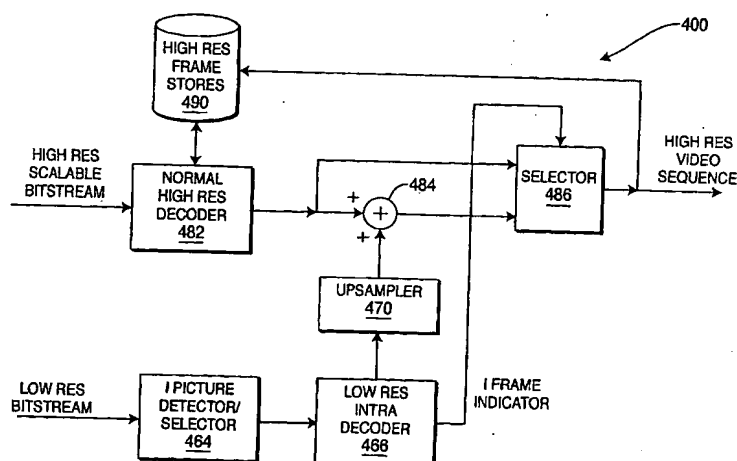 HIGH RES
FRAME
STORES
490
400
HIGH RES
SCALABLE
BITSTREAM
NORMAL
HIGH RES
DECODER
482
+
+
+
484
SELECTOR
486
HIGH RES
VIDEO
SEQUENCE
UPSAMPLER
470
LOW RES
BITSTREAM
I PICTURE
DETECTOR/
SELECTOR
464
LOW RES
INTRA
DECODER
466
I FRAME
INDICATOR